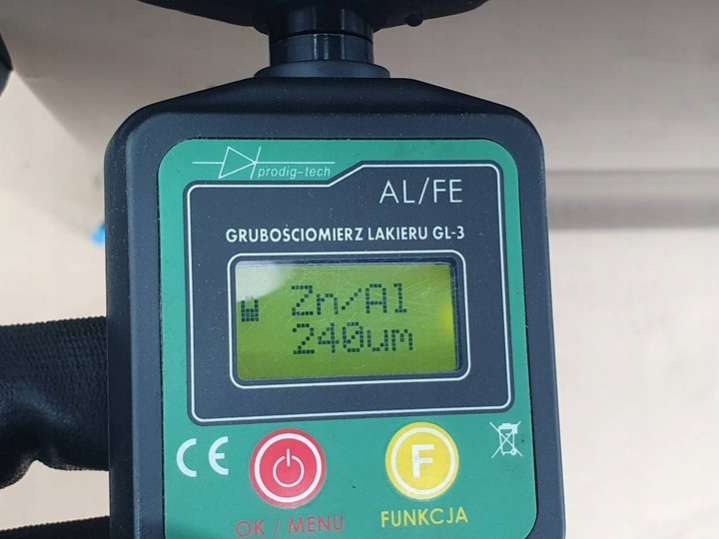 prodig-tech
AL/FE
GRUBOŚCIOMIERZ LAKIERU GL-3
Zn/Al
240um
CE
F
OK / MENU
FUNKCJA